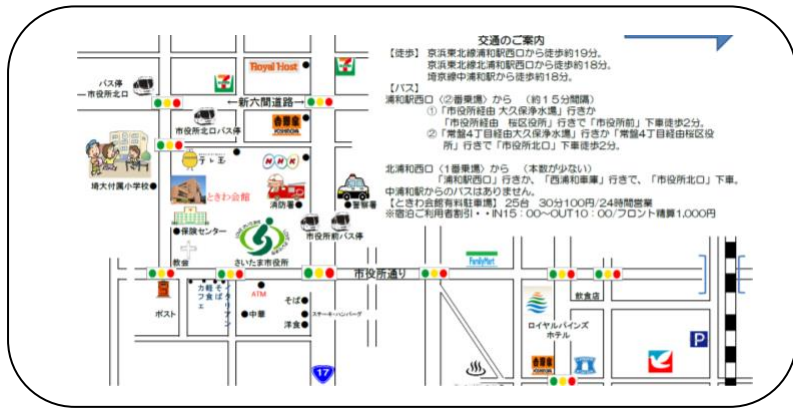 交通のご案内
【徒歩】 京浜東北線浦和駅西口から徒歩約19分。
京浜東北線北浦和駅西口から徒歩約18分。
埼京線中浦和駅から徒歩約18分。
【バス】
浦和駅西口〈②番乗場〉から （約１５分間隔）
①「市役所経由 大久保浄水場」行きか
「市役所経由 桜区役所」行きで「市役所前」下車徒歩2分。
②「常盤4丁目経由大久保浄水場」行きか「常盤4丁目経由桜区役
所」行きで「市役所北口」下車徒歩2分。
北浦和西口〈1番乗場〉から （本数が少ない）
「浦和駅西口」行きか、「西浦和車庫」行きで、「市役所北口」下車。
中浦和駅からのバスはありません。
【ときわ会館有料駐車場】 25台 30分100円/24時間営業
※宿泊ご利用者割引・・IN15：00～OUT10：00/フロント精算1,000円
Royal Host
バス停
市役所北口
←新六間道路→
市役所北口バス停
吉野家
YOSHINOYA
テレ玉
NHK
埼大付属小学校
ときわ会館
消防署
警察署
保険センター
市役所前バス停
教会
さいたま市役所
市役所通り
FamilyMart
ポスト
カフェ
軽食
そば
イタリアン
ATM
中華
そば
ステーキ・ハンバーグ
洋食
飲食店
ロイヤルパインズ
ホテル
17
P
吉野家